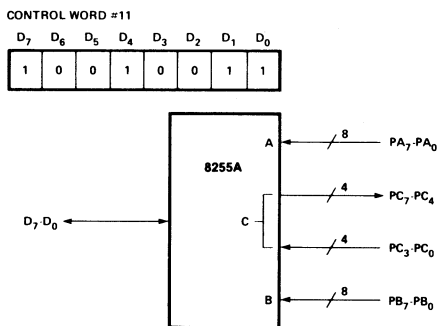 CONTROL WORD #11
D7 D6 D5 D4 D3 D2 D1 D0
1 0 0 1 0 0 1 1
A 8 PA7-PA0
8255A
4 PC7-PC4
D7-D0 C
4 PC3-PC0
B 8 PB7-PB0